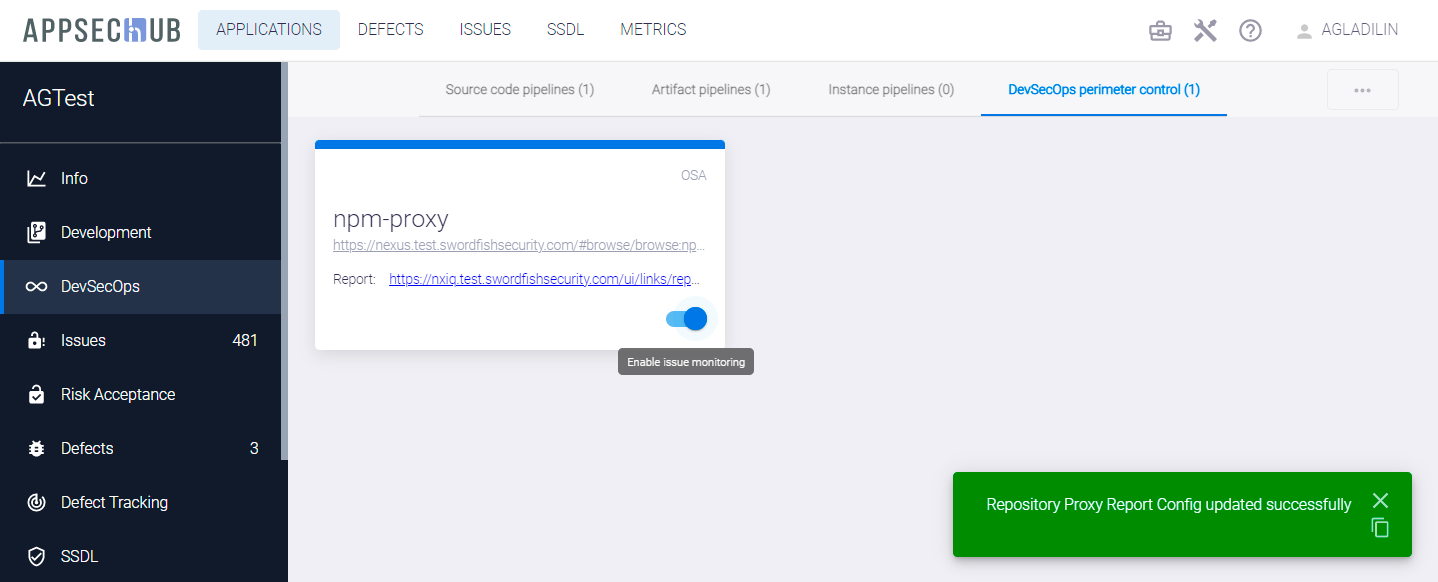 APPSECHUB
APPLICATIONS
DEFECTS
ISSUES
SSDL
METRICS
AGLADILIN
AGTest
Info
Development
DevSecOps
Issues 481
Risk Acceptance
Defects 3
Defect Tracking
SSDL
Source code pipelines (1)
Artifact pipelines (1)
Instance pipelines (0)
DevSecOps perimeter control (1)
OSA
npm-proxy
https://nexus.test.swordfishsecurity.com/#browse/browse:np...
Report: https://nxiq.test.swordfishsecurity.com/ui/links/rep...
Enable issue monitoring
Repository Proxy Report Config updated successfully